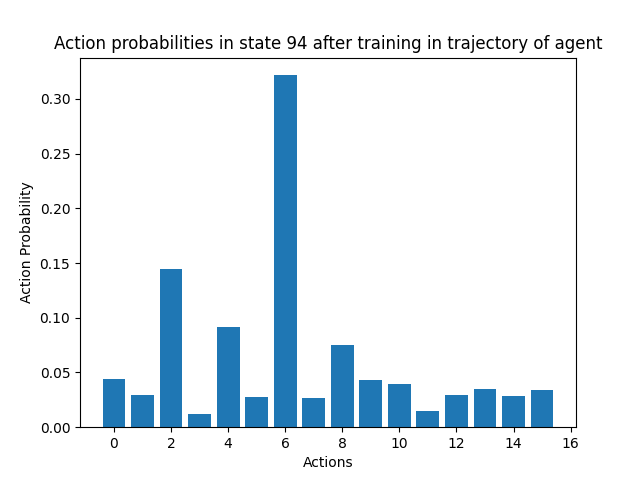 Action probabilities in state 94 after training in trajectory of agent
0.30
0.25
0.20
0.15
0.10
0.05
0.00
Action Probability
0 2 4 6 8 10 12 14 16
Actions